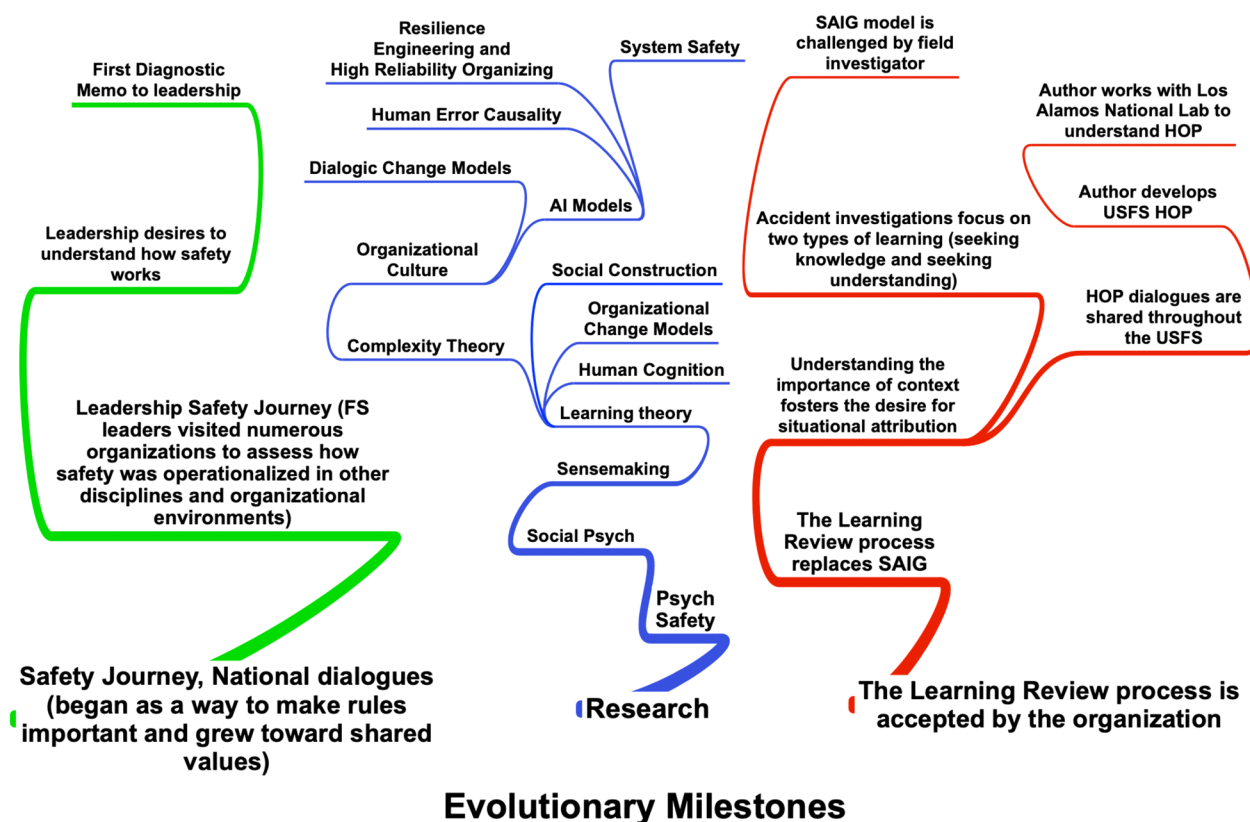 First Diagnostic
Memo to leadership
Leadership desires to
understand how safety
works
Leadership Safety Journey (FS
leaders visited numerous
organizations to assess how
safety was operationalized in other
disciplines and organizational
environments)
Safety Journey, National dialogues
(began as a way to make rules
important and grew toward shared
values)
Resilience
Engineering and
High Reliability Organizing
System Safety
Human Error Causality
Dialogic Change Models
AI Models
Organizational
Culture
Social Construction
Organizational
Change Models
Complexity Theory
Human Cognition
Learning theory
Sensemaking
Social Psych
Psych
Safety
Research
SAIG model is
challenged by field
investigator
Author works with Los
Alamos National Lab to
understand HOP
Author develops
USFS HOP
Accident investigations focus on
two types of learning (seeking
knowledge and seeking
understanding)
HOP dialogues are
shared throughout
the USFS
Understanding the
importance of context
fosters the desire for
situational attribution
The Learning
Review process
replaces SAIG
The Learning Review process is
accepted by the organization
Evolutionary Milestones